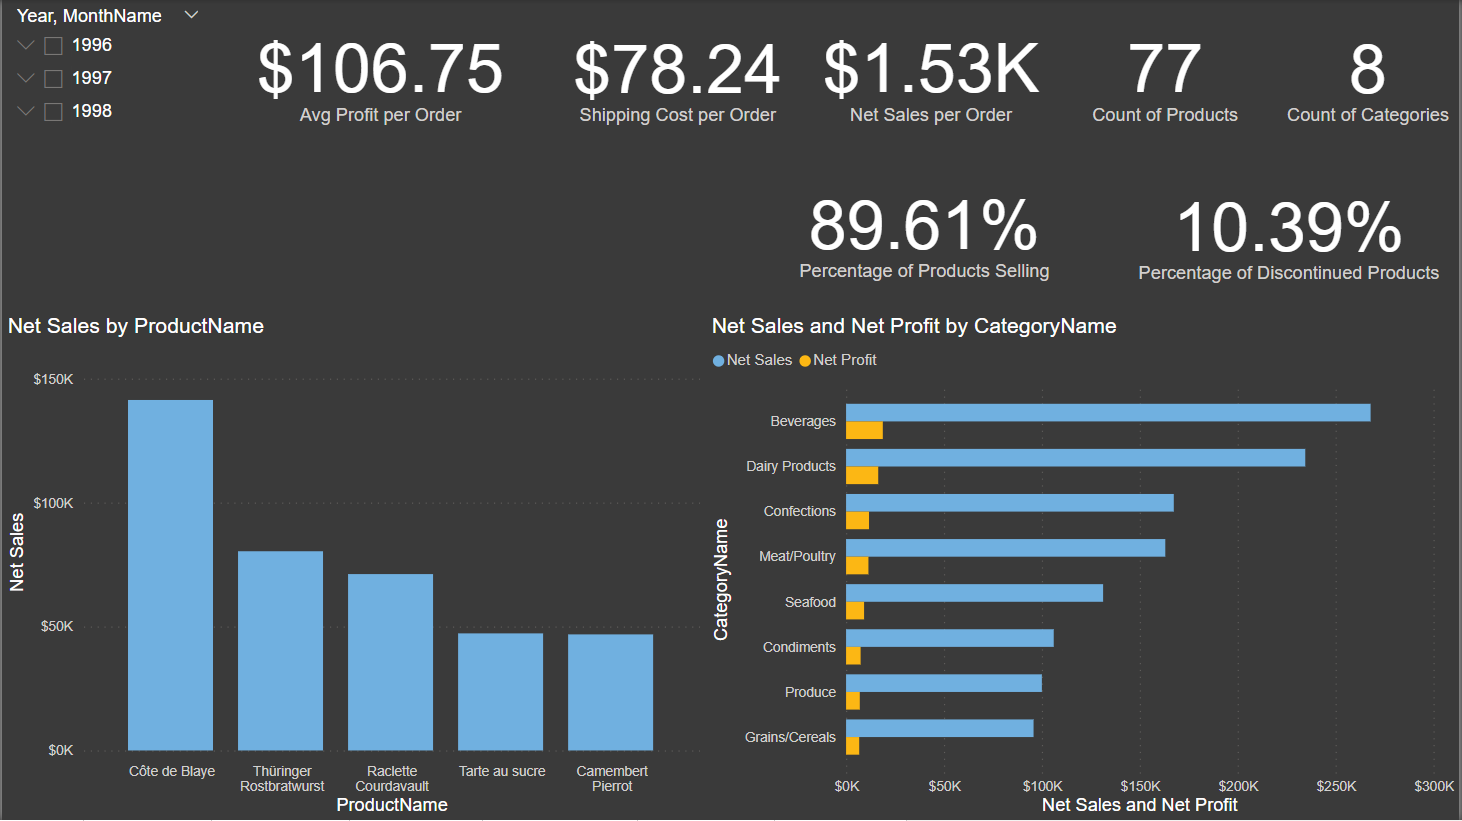 Year, MonthName
1996
1997
1998
$106.75
Avg Profit per Order
$78.24
Shipping Cost per Order
$1.53K
Net Sales per Order
77
Count of Products
8
Count of Categories
89.61%
Percentage of Products Selling
10.39%
Percentage of Discontinued Products
Net Sales by ProductName
$150K
$100K
$50K
$0K
Net Sales
Côte de Blaye
Thüringer
Rostbratwurst
Raclette
Courdavault
Tarte au sucre
Camembert
Pierrot
ProductName
Net Sales and Net Profit by CategoryName
Net Sales
Net Profit
CategoryName
Beverages
Dairy Products
Confections
Meat/Poultry
Seafood
Condiments
Produce
Grains/Cereals
$0K
$50K
$100K
$150K
$200K
$250K
$300K
Net Sales and Net Profit